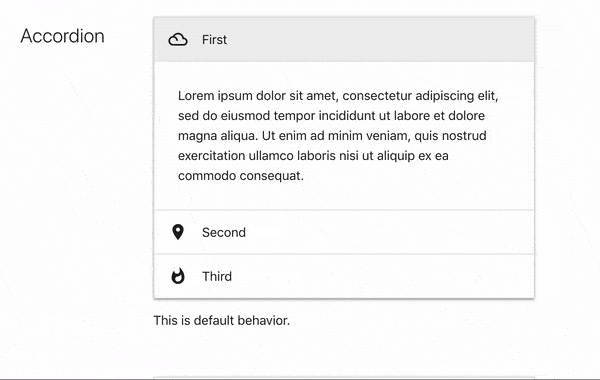 Accordion
First
Lorem ipsum dolor sit amet, consectetur adipiscing elit,
sed do eiusmod tempor incididunt ut labore et dolore
magna aliqua. Ut enim ad minim veniam, quis nostrud
exercitation ullamco laboris nisi ut aliquip ex ea
commodo consequat.
Second
Third
This is default behavior.